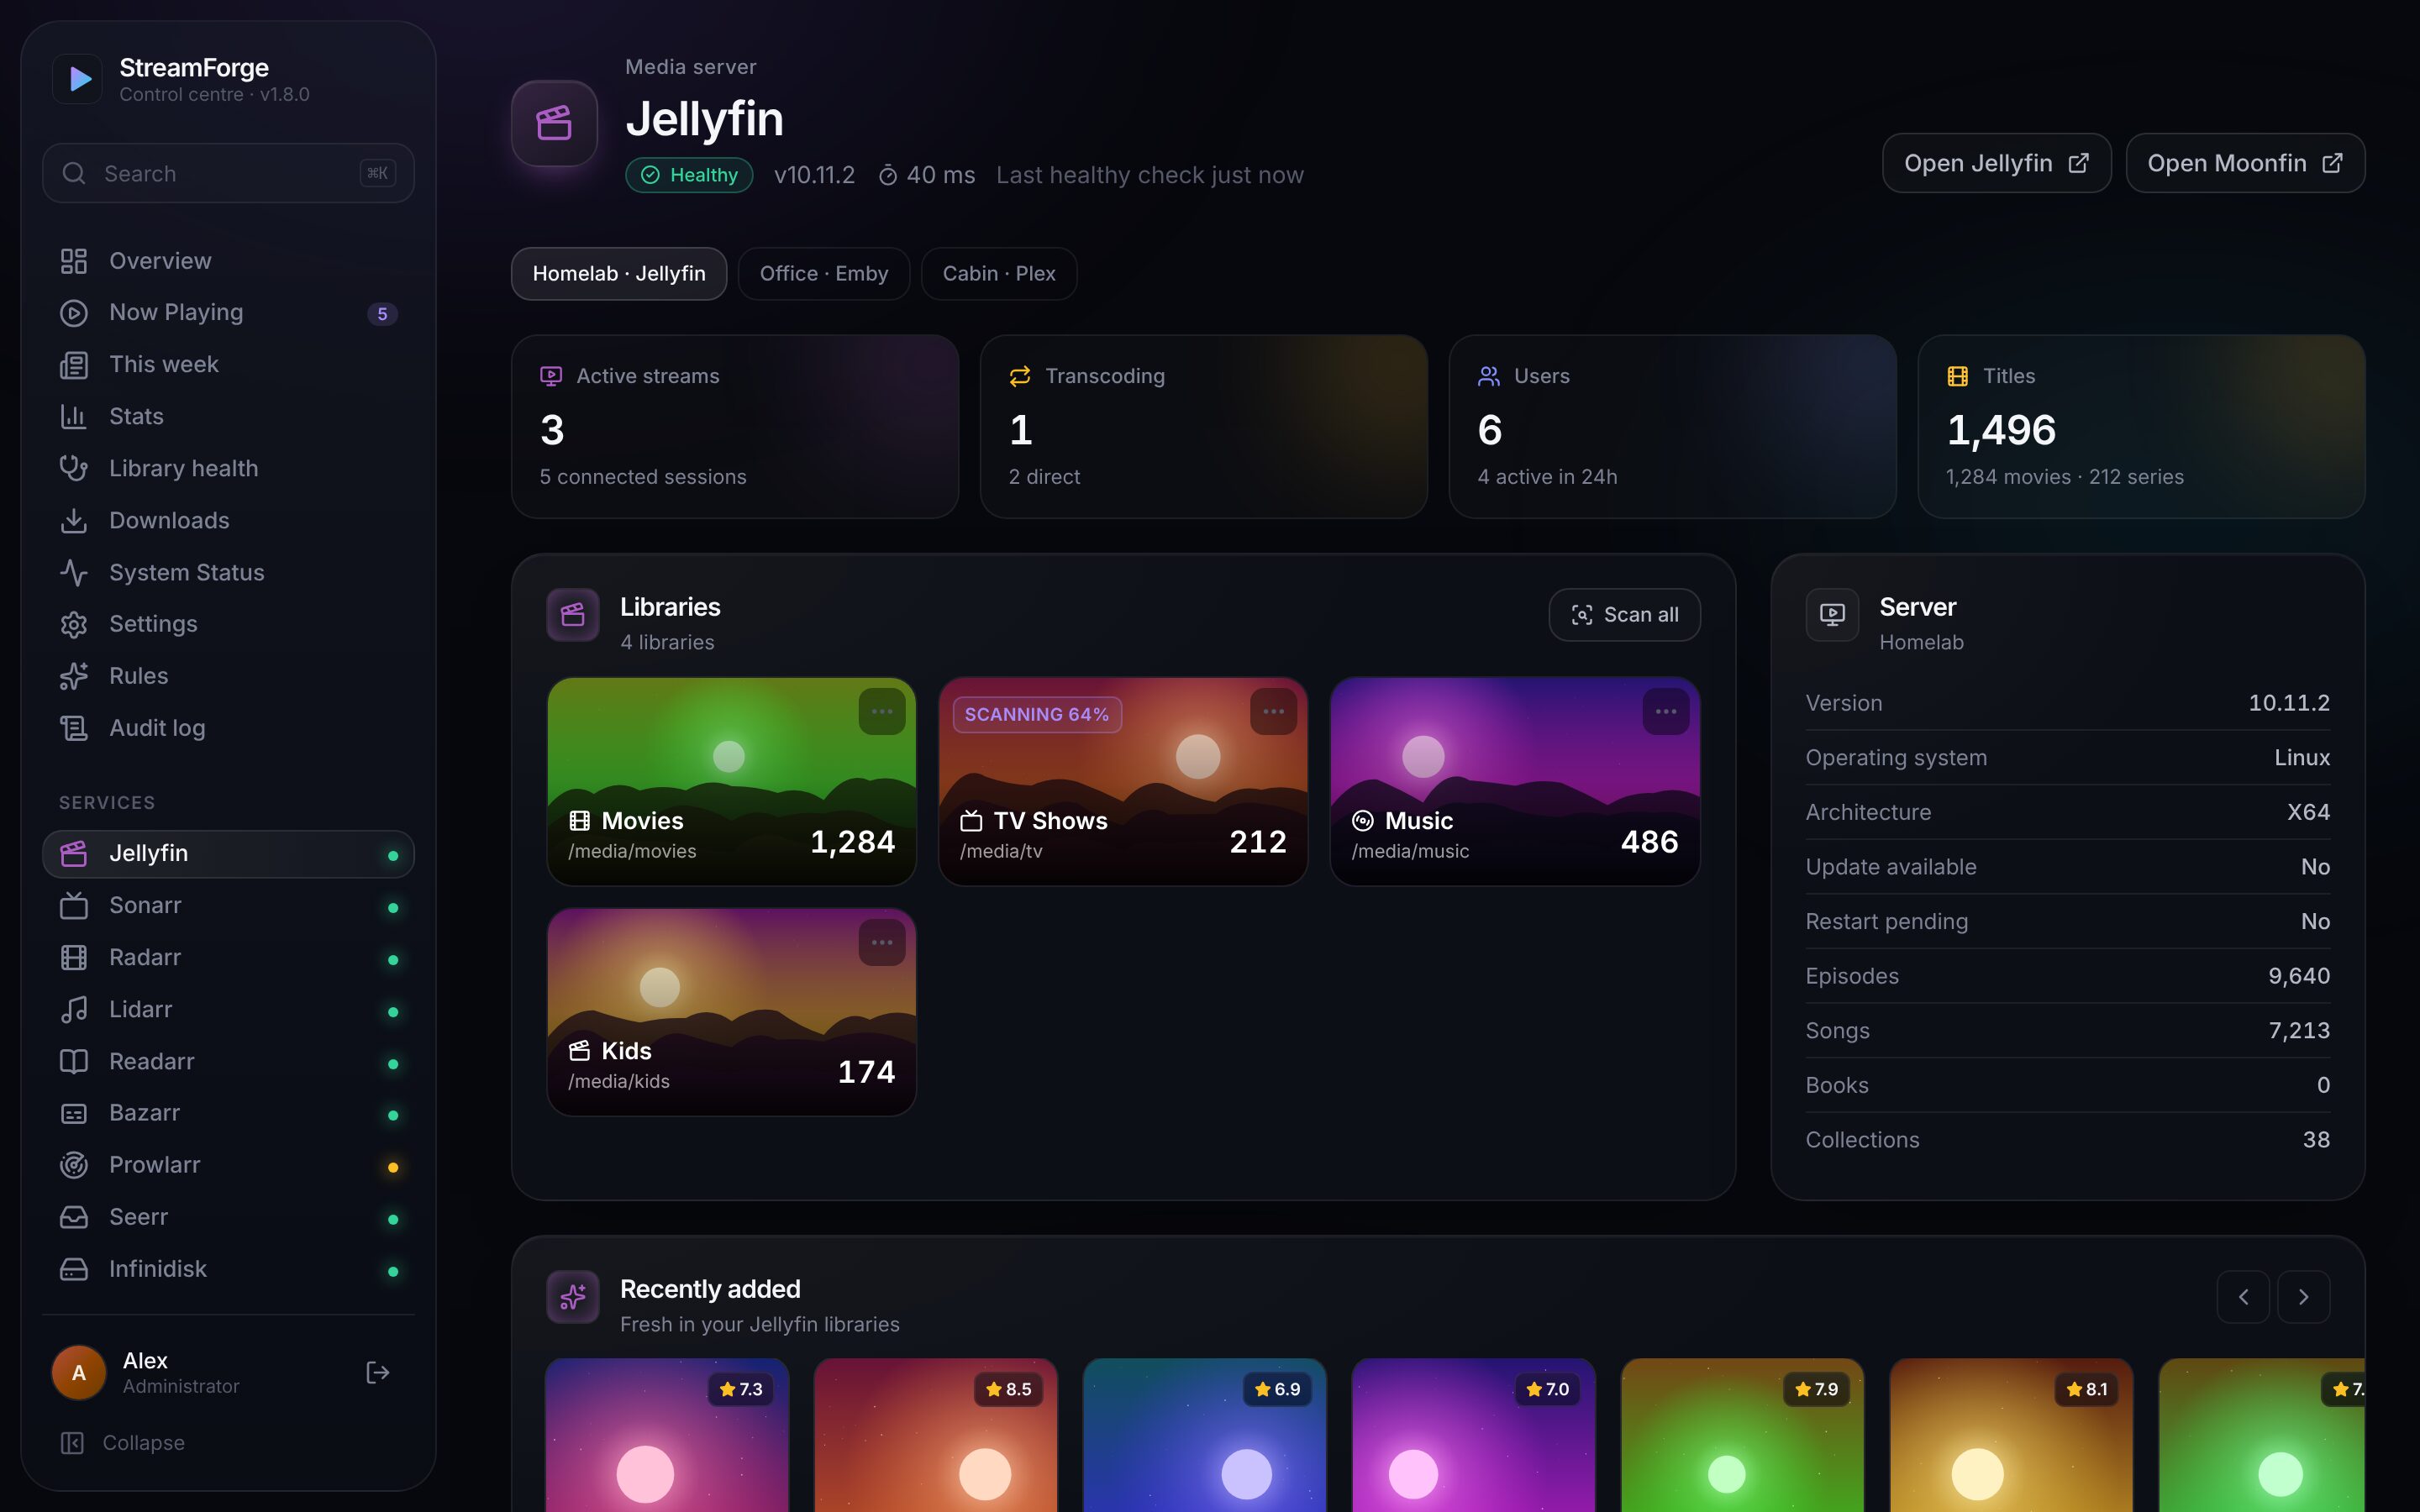 StreamForge
Control centre · v1.8.0
Search
⌘K
Overview
Now Playing
5
This week
Stats
Library health
Downloads
System Status
Settings
Rules
Audit log
SERVICES
Jellyfin
Sonarr
Radarr
Lidarr
Readarr
Bazarr
Prowlarr
Seerr
Infinidisk
A
Alex
Administrator
Collapse
Media server
Jellyfin
Healthy
v10.11.2
40 ms
Last healthy check just now
Open Jellyfin
Open Moonfin
Homelab · Jellyfin
Office · Emby
Cabin · Plex
Active streams
3
5 connected sessions
Transcoding
1
2 direct
Users
6
4 active in 24h
Titles
1,496
1,284 movies · 212 series
Libraries
4 libraries
Scan all
Movies
/media/movies
1,284
SCANNING 64%
TV Shows
/media/tv
212
Music
/media/music
486
Kids
/media/kids
174
Server
Homelab
Version 10.11.2
Operating system Linux
Architecture X64
Update available No
Restart pending No
Episodes 9,640
Songs 7,213
Books 0
Collections 38
Recently added
Fresh in your Jellyfin libraries
7.3
8.5
6.9
7.0
7.9
8.1